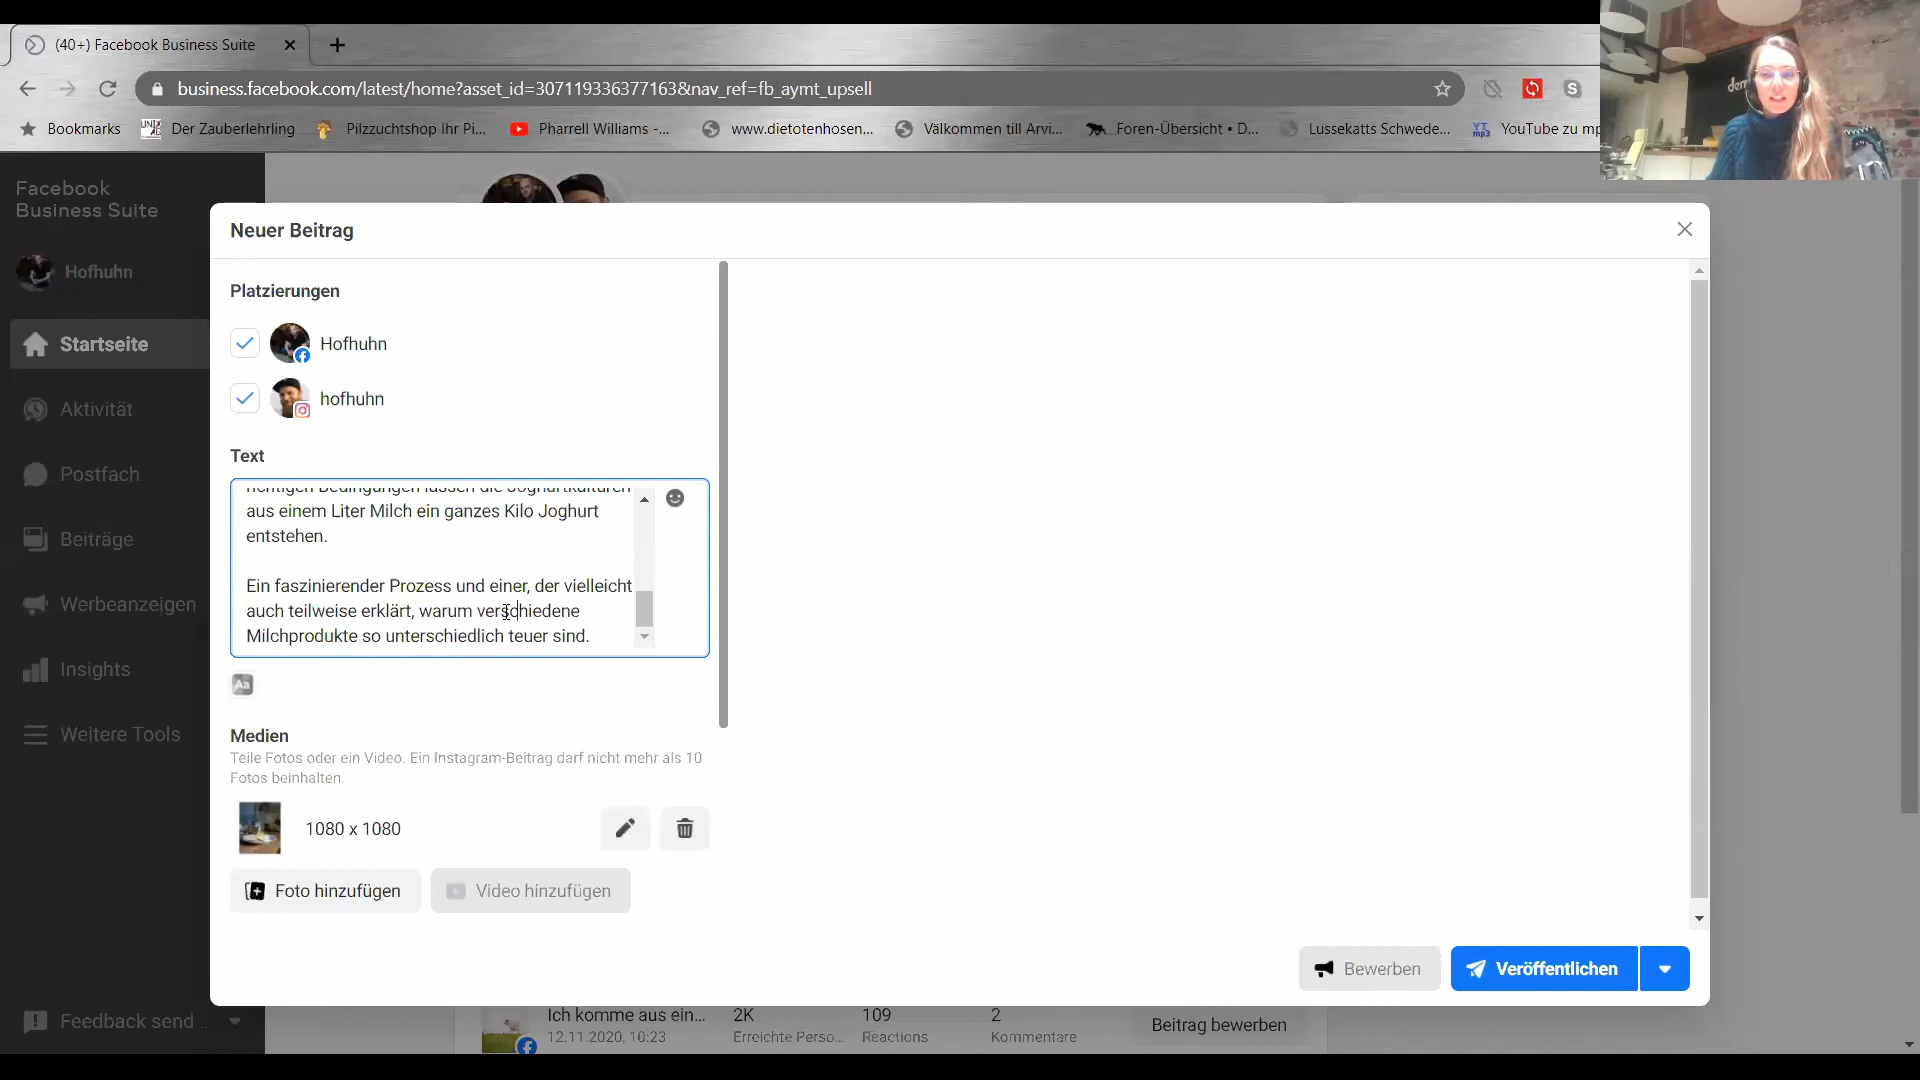 (40+) Facebook Business Suite
business.facebook.com/latest/home?asset_id=307119336377163&nav_ref=fb_aymt_upsell
Bookmarks
Der Zauberlehrling
Pilzzuchtshop Ihr Pi...
Pharrell Williams -...
www.dietotenhosen...
Välkommen till Arvi...
Foren-Übersicht • D...
Lussekatts Schwede...
YouTube zu mp
Facebook
Business Suite
Hofhuhn
Startseite
Aktivität
Postfach
Beiträge
Werbeanzeigen
Insights
Weitere Tools
Feedback send...
Neuer Beitrag
Platzierungen
Hofhuhn
hofhuhn
Text
richtigen Bedingungen lassen die Joghurtkulturen
aus einem Liter Milch ein ganzes Kilo Joghurt
entstehen.
Ein faszinierender Prozess und einer, der vielleicht
auch teilweise erklärt, warum verschiedene
Milchprodukte so unterschiedlich teuer sind.
Aa
Medien
Teile Fotos oder ein Video. Ein Instagram-Beitrag darf nicht mehr als 10
Fotos beinhalten.
1080 x 1080
Foto hinzufügen
Video hinzufügen
Bewerben
Veröffentlichen
Ich komme aus ein...
12.11.2020, 10:23
2K
Erreichte Perso...
109
Reactions
2
Kommentare
Beitrag bewerben